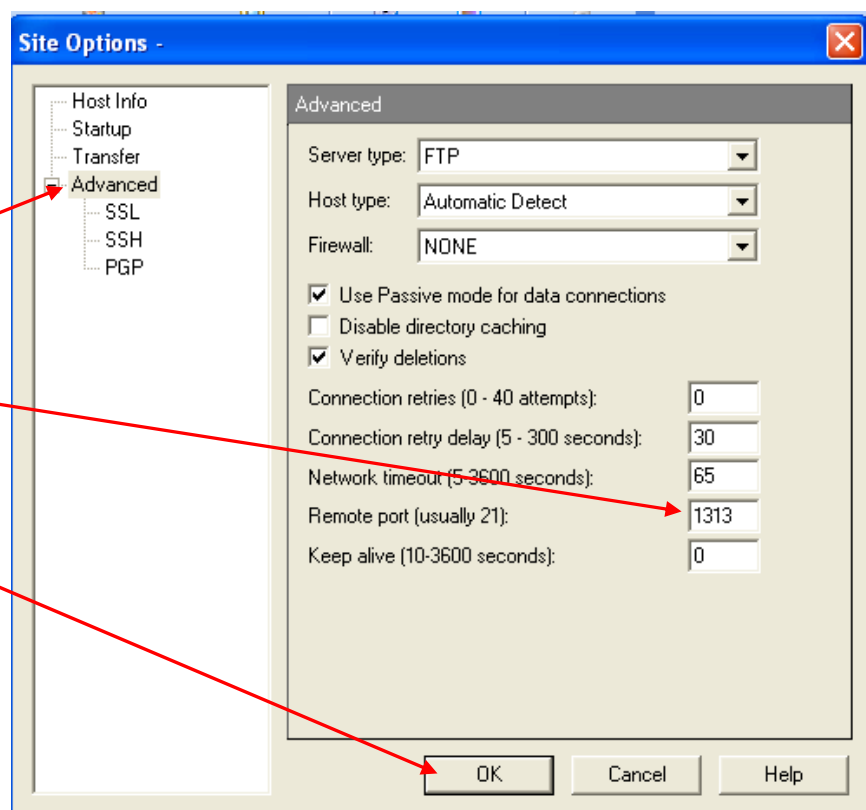 Site Options -
Host Info
Startup
Transfer
Advanced
SSL
SSH
PGP
Advanced
Server type: FTP
Host type: Automatic Detect
Firewall: NONE
Use Passive mode for data connections
Disable directory caching
Verify deletions
Connection retries (0 - 40 attempts): 0
Connection retry delay (5 - 300 seconds): 30
Network timeout (5-3600 seconds): 65
Remote port (usually 21): 1313
Keep alive (10-3600 seconds): 0
OK Cancel Help